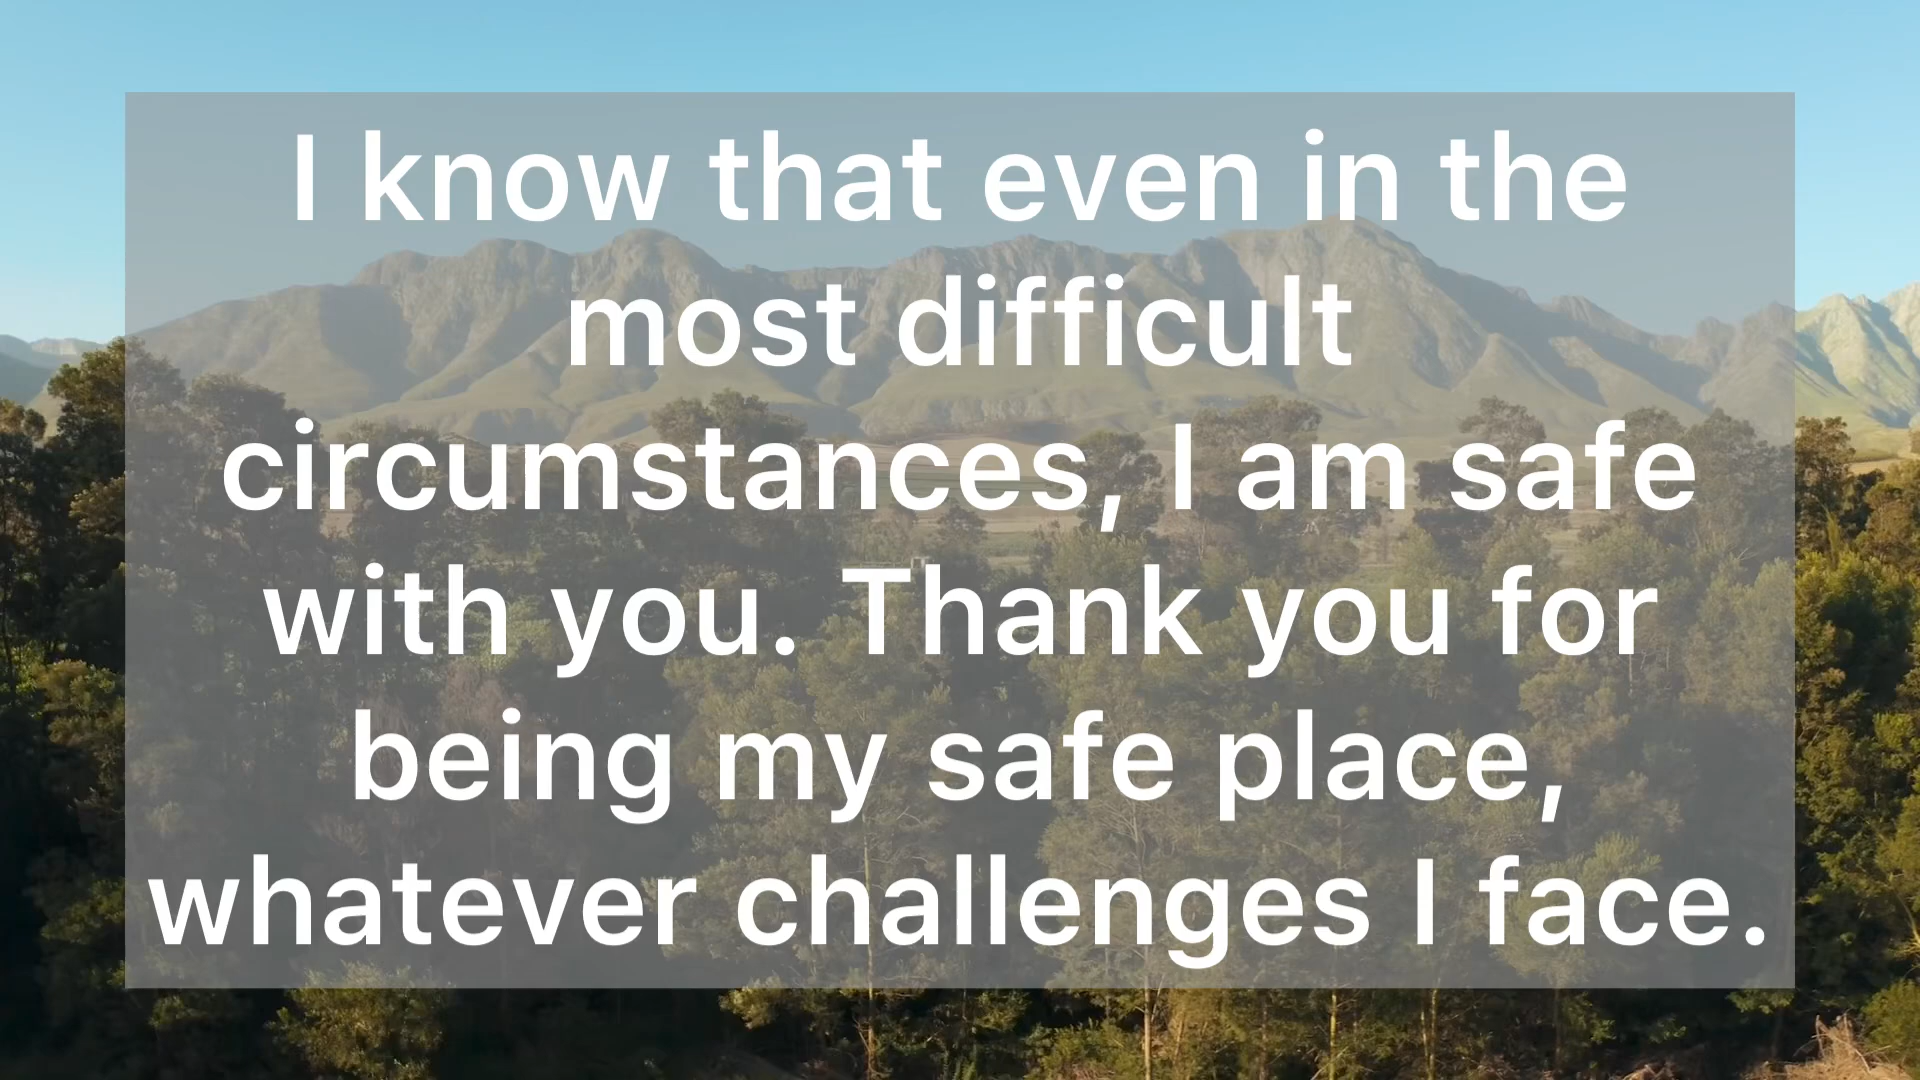 I know that even in the
most difficult
circumstances, I am safe
with you. Thank you for
being my safe place,
whatever challenges I face.